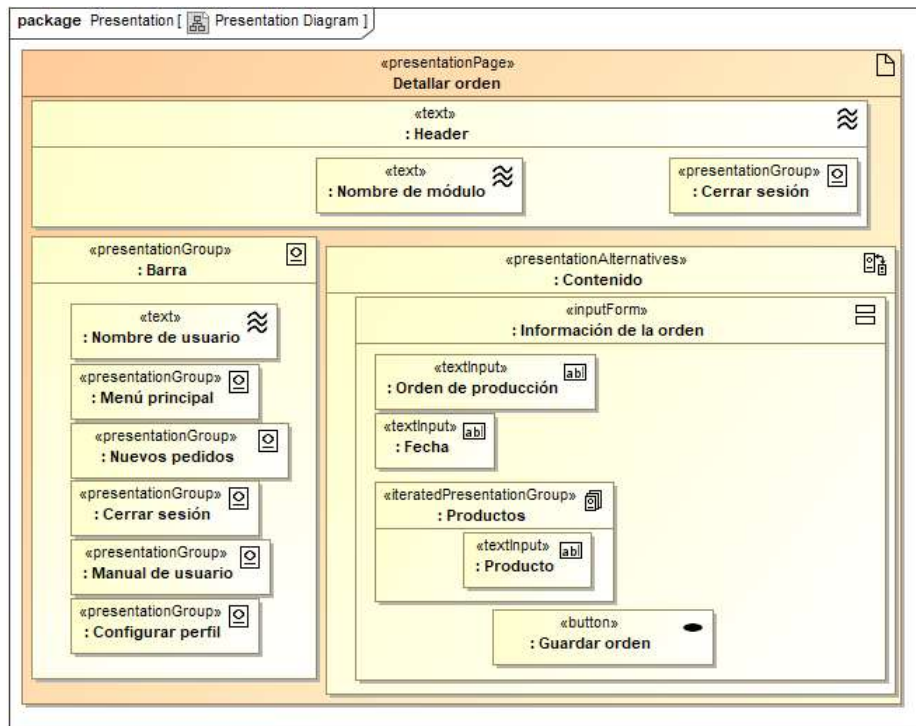 package Presentation [ Presentation Diagram ]
«presentationPage»
Detallar orden
«text»
: Header
«text»
: Nombre de módulo
«presentationGroup»
: Cerrar sesión
«presentationGroup»
: Barra
«text»
: Nombre de usuario
«presentationGroup»
: Menú principal
«presentationGroup»
: Nuevos pedidos
«presentationGroup»
: Cerrar sesión
«presentationGroup»
: Manual de usuario
«presentationGroup»
: Configurar perfil
«presentationAlternatives»
: Contenido
«inputForm»
: Información de la orden
«textInput»
: Orden de producción
ab|
«textInput»
: Fecha
ab|
«iteratedPresentationGroup»
: Productos
«textInput»
: Producto
ab|
«button»
: Guardar orden